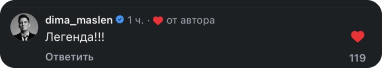 dima_maslen 1 ч. · от автора
Легенда!!!
Ответить 119